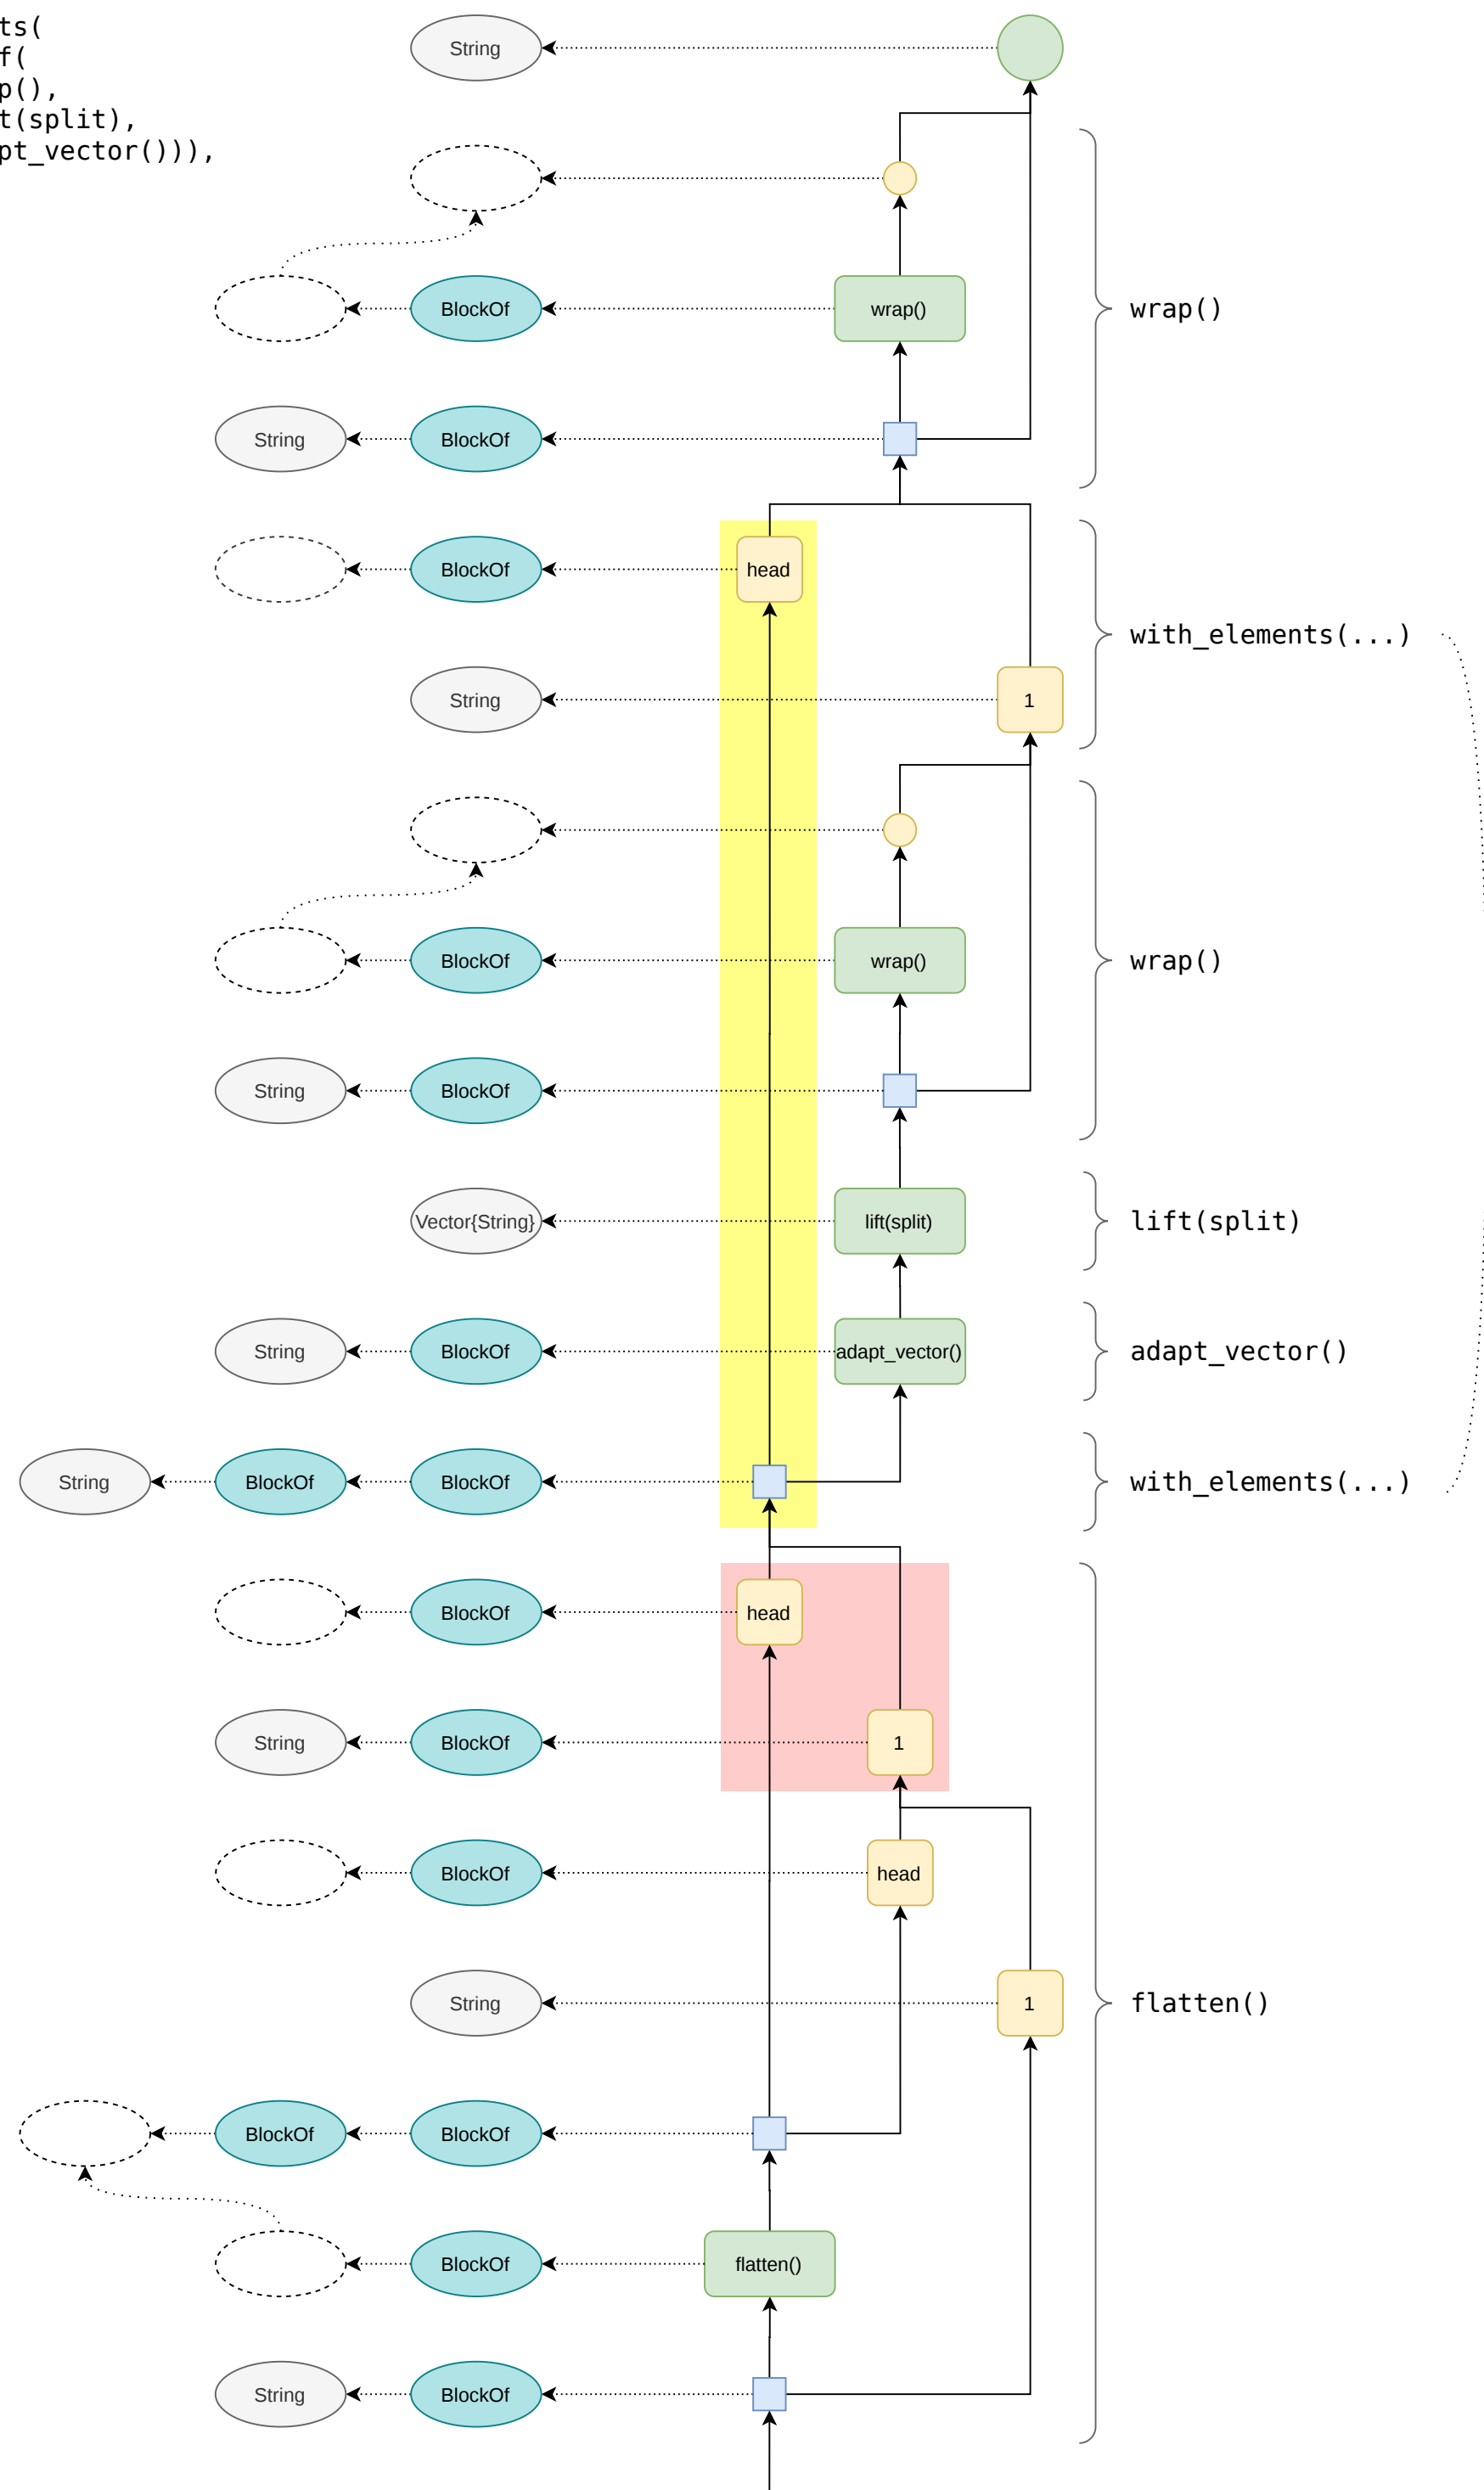 ts(
f(
p(),
t(split),
pt_vector())),
String
BlockOf
wrap()
wrap()
String
BlockOf
BlockOf
head
with_elements(...)
String
1
BlockOf
wrap()
wrap()
String
BlockOf
Vector{String}
lift(split)
lift(split)
String
BlockOf
adapt_vector()
adapt_vector()
String
BlockOf
BlockOf
with_elements(...)
BlockOf
head
String
BlockOf
1
BlockOf
head
String
1
flatten()
BlockOf
BlockOf
BlockOf
flatten()
String
BlockOf